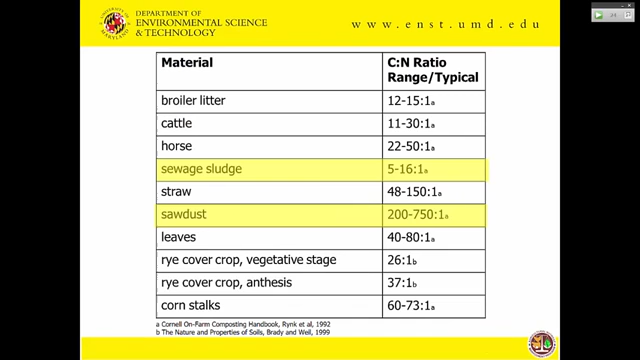 DEPARTMENT OF
ENVIRONMENTAL SCIENCE
& TECHNOLOGY
www.enst.umd.edu
Material C:N Ratio
Range/Typical
broiler litter 12-15:1a
cattle 11-30:1a
horse 22-50:1a
sewage sludge 5-16:1a
straw 48-150:1a
sawdust 200-750:1a
leaves 40-80:1a
rye cover crop, vegetative stage 26:1b
rye cover crop, anthesis 37:1b
corn stalks 60-73:1a
a Cornell On-Farm Composting Handbook, Rynk et al, 1992
b The Nature and Properties of Soils, Brady and Weil, 1999